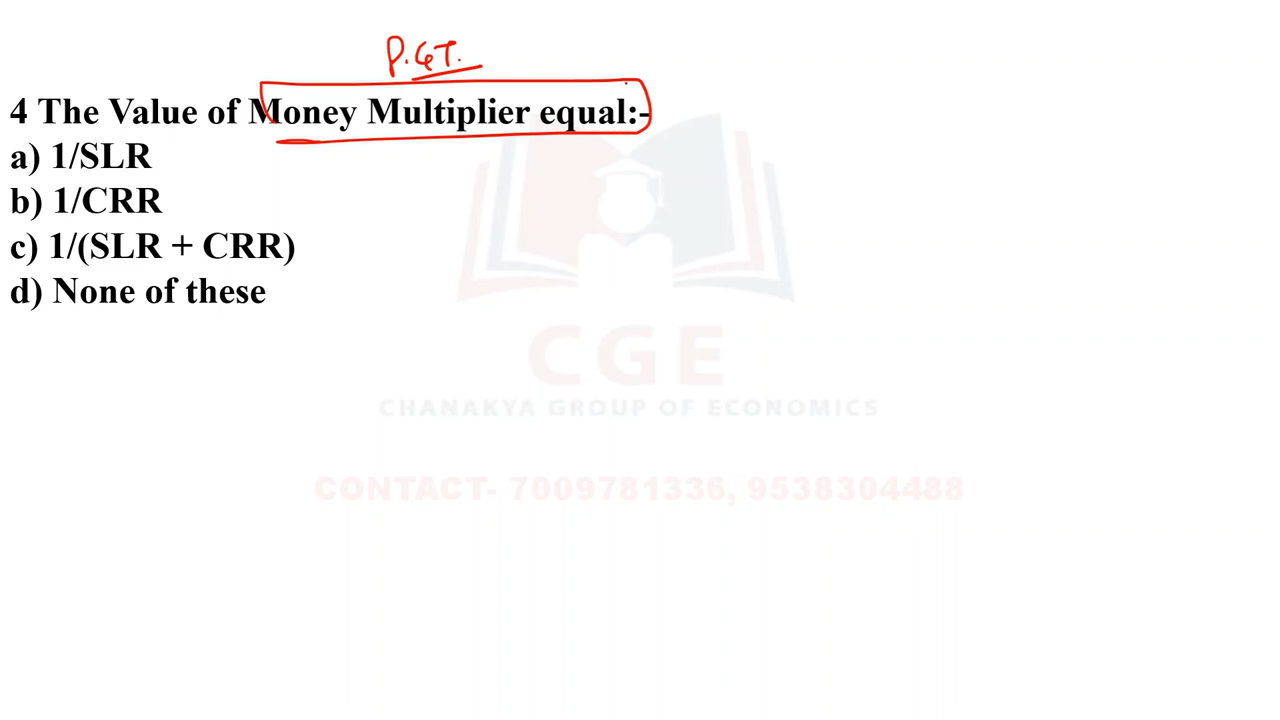 P.GT.
4 The Value of Money Multiplier equal:-
a) 1/SLR
b) 1/CRR
c) 1/(SLR + CRR)
d) None of these
CGE
CHANAKYA GROUP OF ECONOMICS
CONTACT- 7009781336, 9538304488